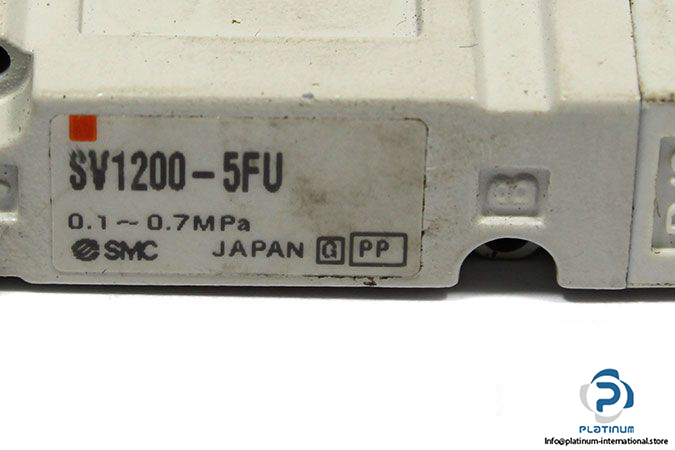 SV1200-5FU
0.1~0.7MPa
SMC JAPAN G PP
B
PLATINUM
Info@platinum-international.store